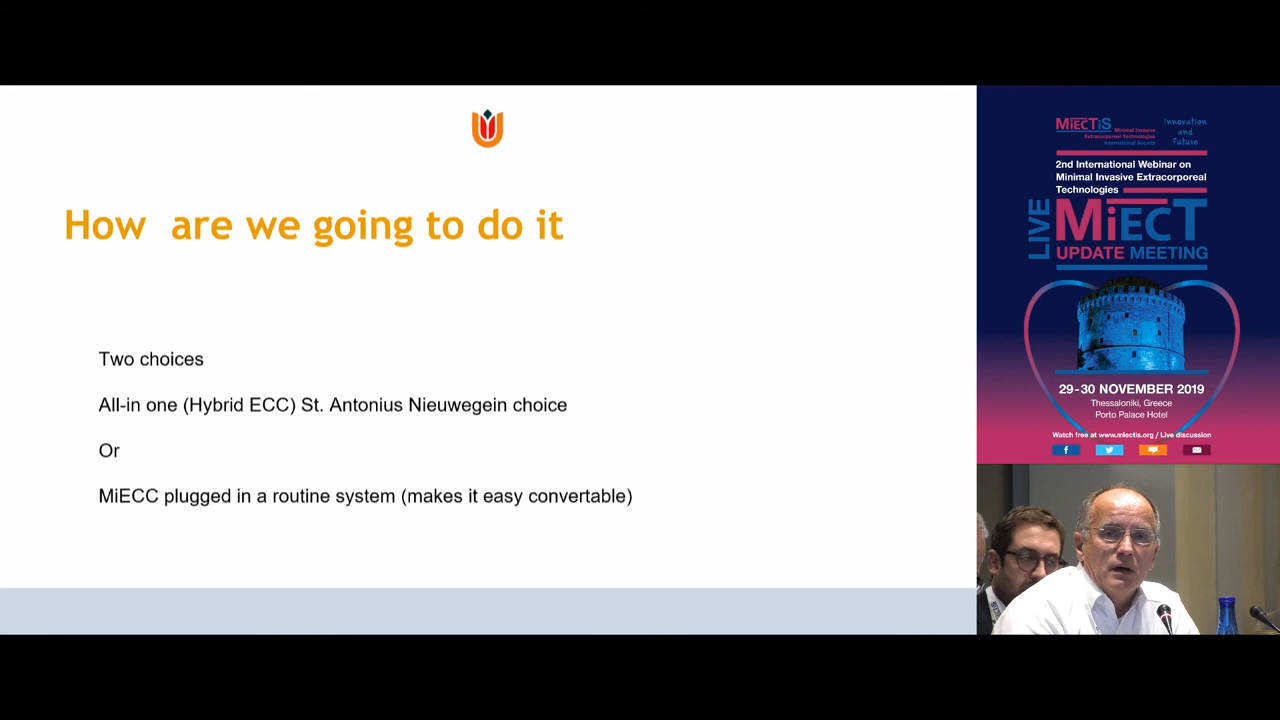 How are we going to do it
Two choices
All-in one (Hybrid ECC) St. Antonius Nieuwegein choice
Or
MiECC plugged in a routine system (makes it easy convertable)
MiECTiS
Minimal Invasive
Extracorporeal Technologies
International Society
Innovation
and
Future
2nd International Webinar on
Minimal Invasive Extracorporeal
Technologies
LIVE
MiECT
UPDATE MEETING
29-30 NOVEMBER 2019
Thessaloniki, Greece
Porto Palace Hotel
Watch free at www.miectis.org / Live discussion